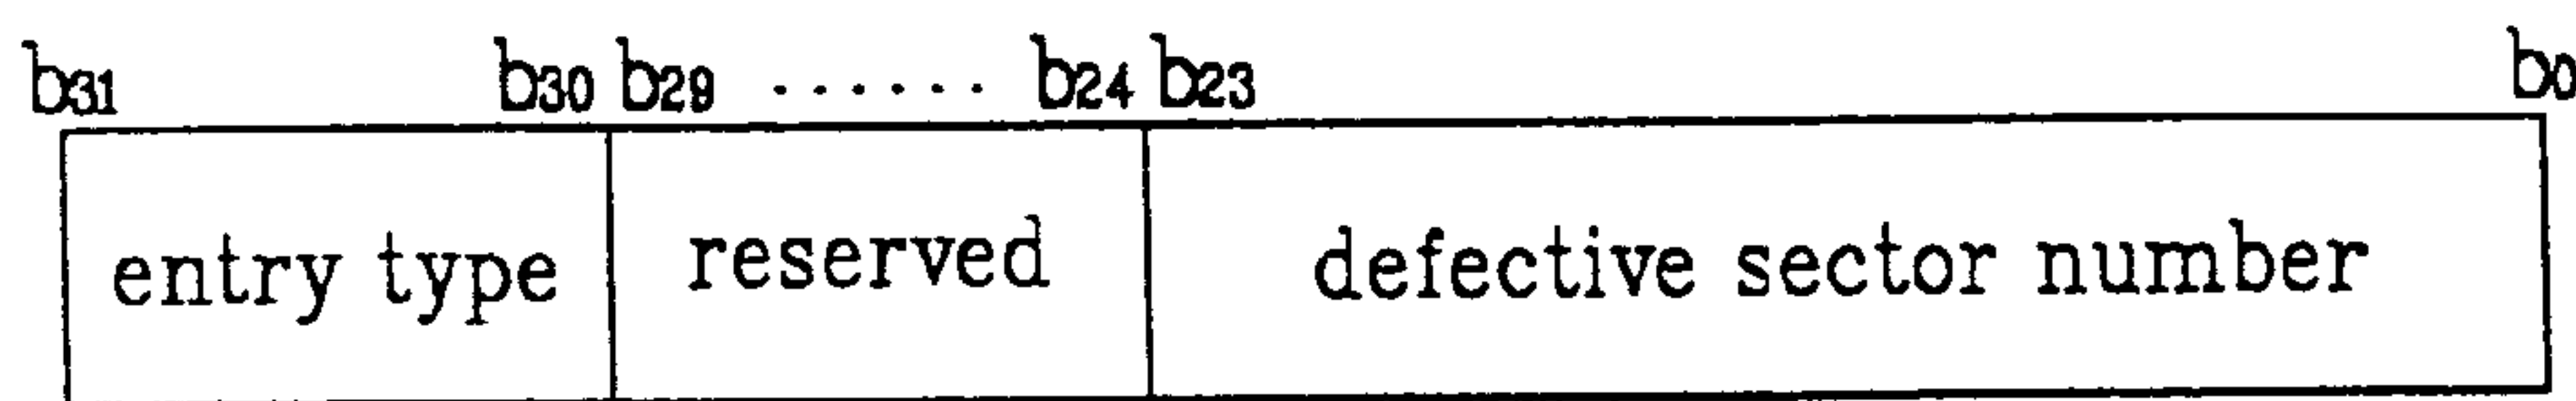 b31 b30 b29 ...... b24 b23 b0
entry type reserved defective sector number